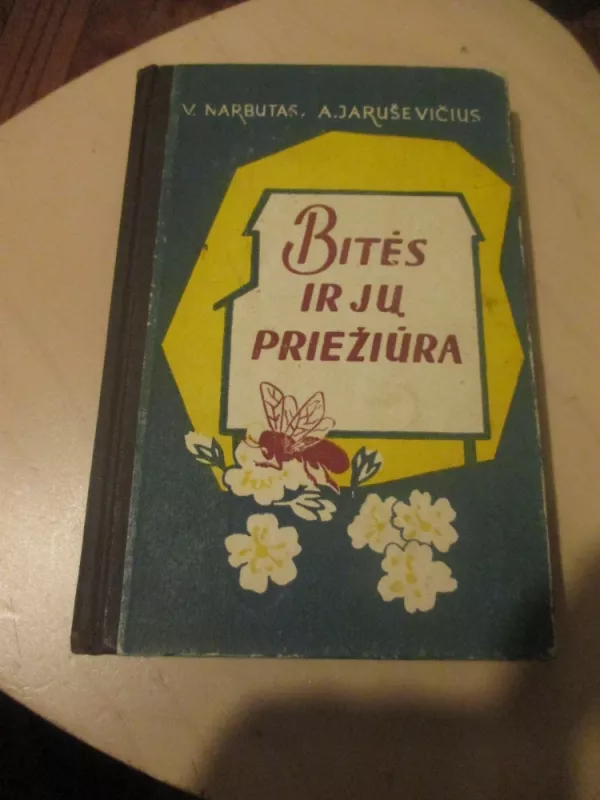 V. NARBUTAS, A. JARUŠEVIČIUS
BITĖS
IR JŲ
PRIEŽIŪRA